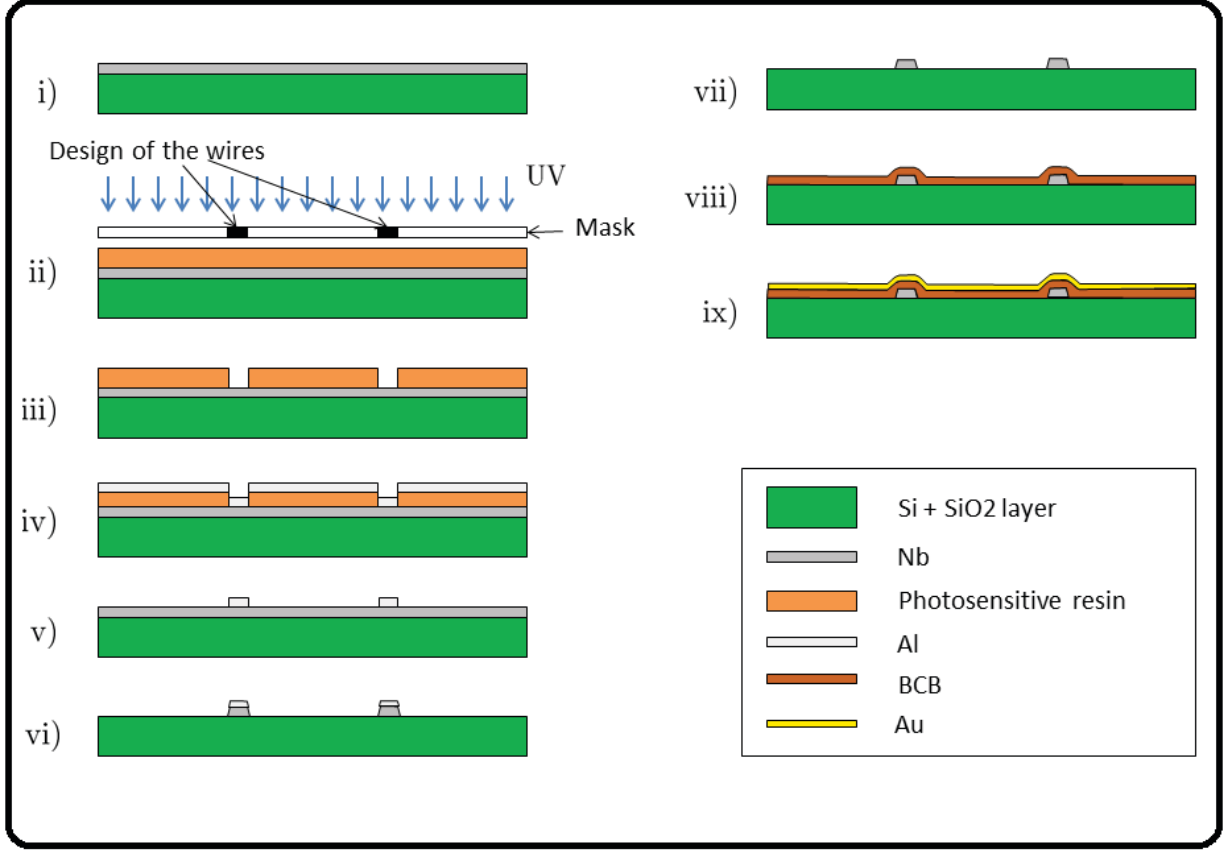 i)
Design of the wires
UV
Mask
ii)
iii)
iv)
v)
vi)
vii)
viii)
ix)
Si + SiO2 layer
Nb
Photosensitive resin
Al
BCB
Au